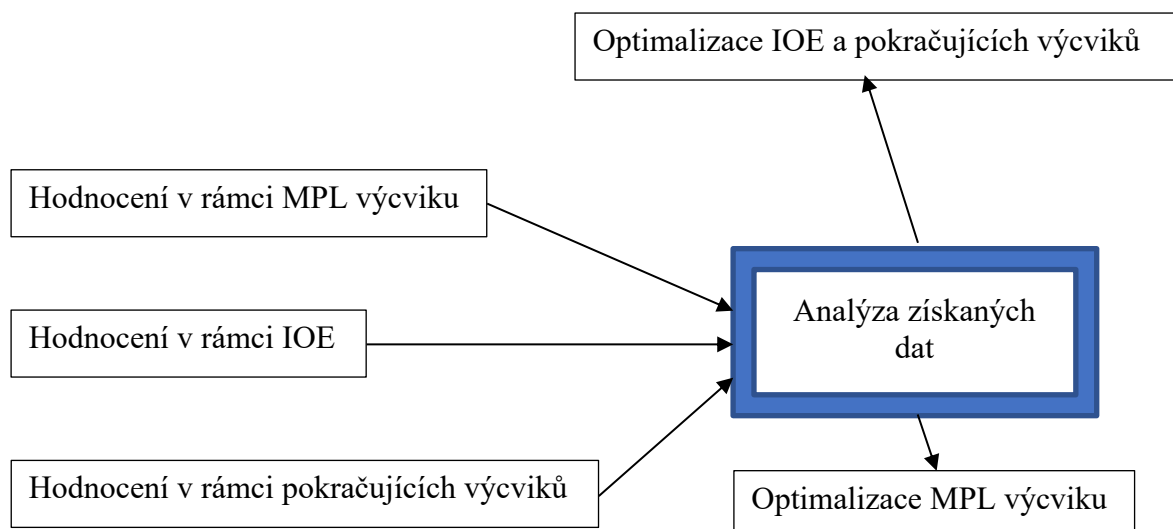 Optimalizace IOE a pokračujících výcviků
Hodnocení v rámci MPL výcviku
Hodnocení v rámci IOE
Analýza získaných
dat
Hodnocení v rámci pokračujících výcviků
Optimalizace MPL výcviku